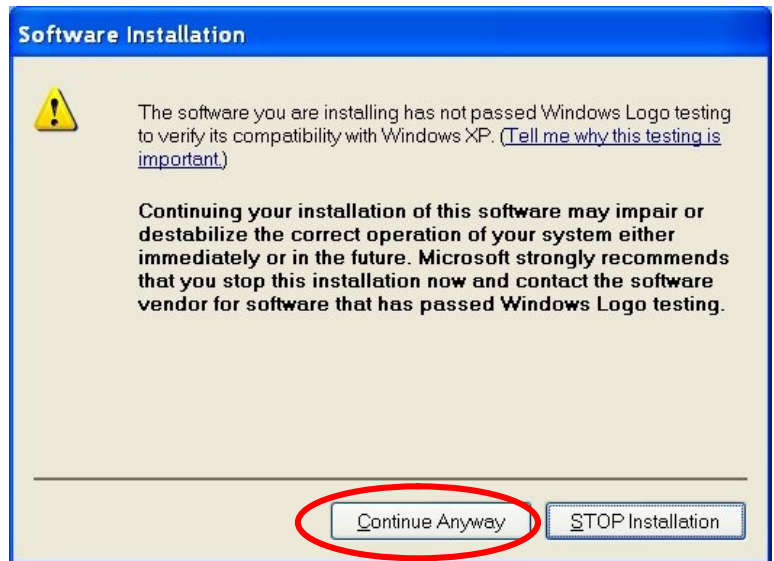 Software Installation
The software you are installing has not passed Windows Logo testing
to verify its compatibility with Windows XP. (Tell me why this testing is
important.)
Continuing your installation of this software may impair or
destabilize the correct operation of your system either
immediately or in the future. Microsoft strongly recommends
that you stop this installation now and contact the software
vendor for software that has passed Windows Logo testing.
Continue Anyway
STOP Installation